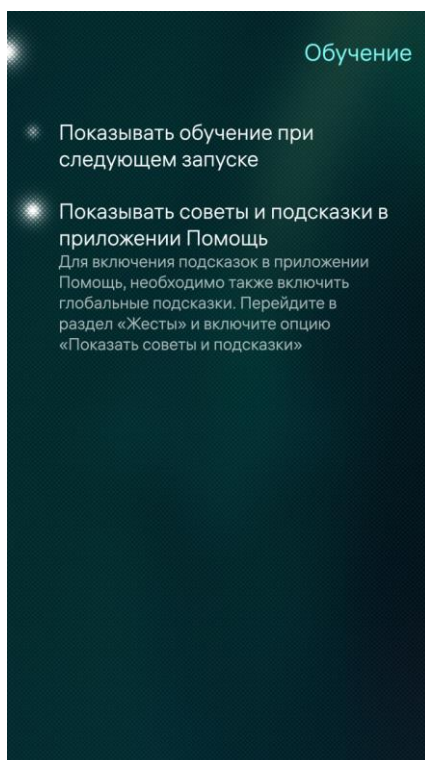 Обучение
Показывать обучение при
следующем запуске
Показывать советы и подсказки в
приложении Помощь
Для включения подсказок в приложении
Помощь, необходимо также включить
глобальные подсказки. Перейдите в
раздел «Жесты» и включите опцию
«Показать советы и подсказки»